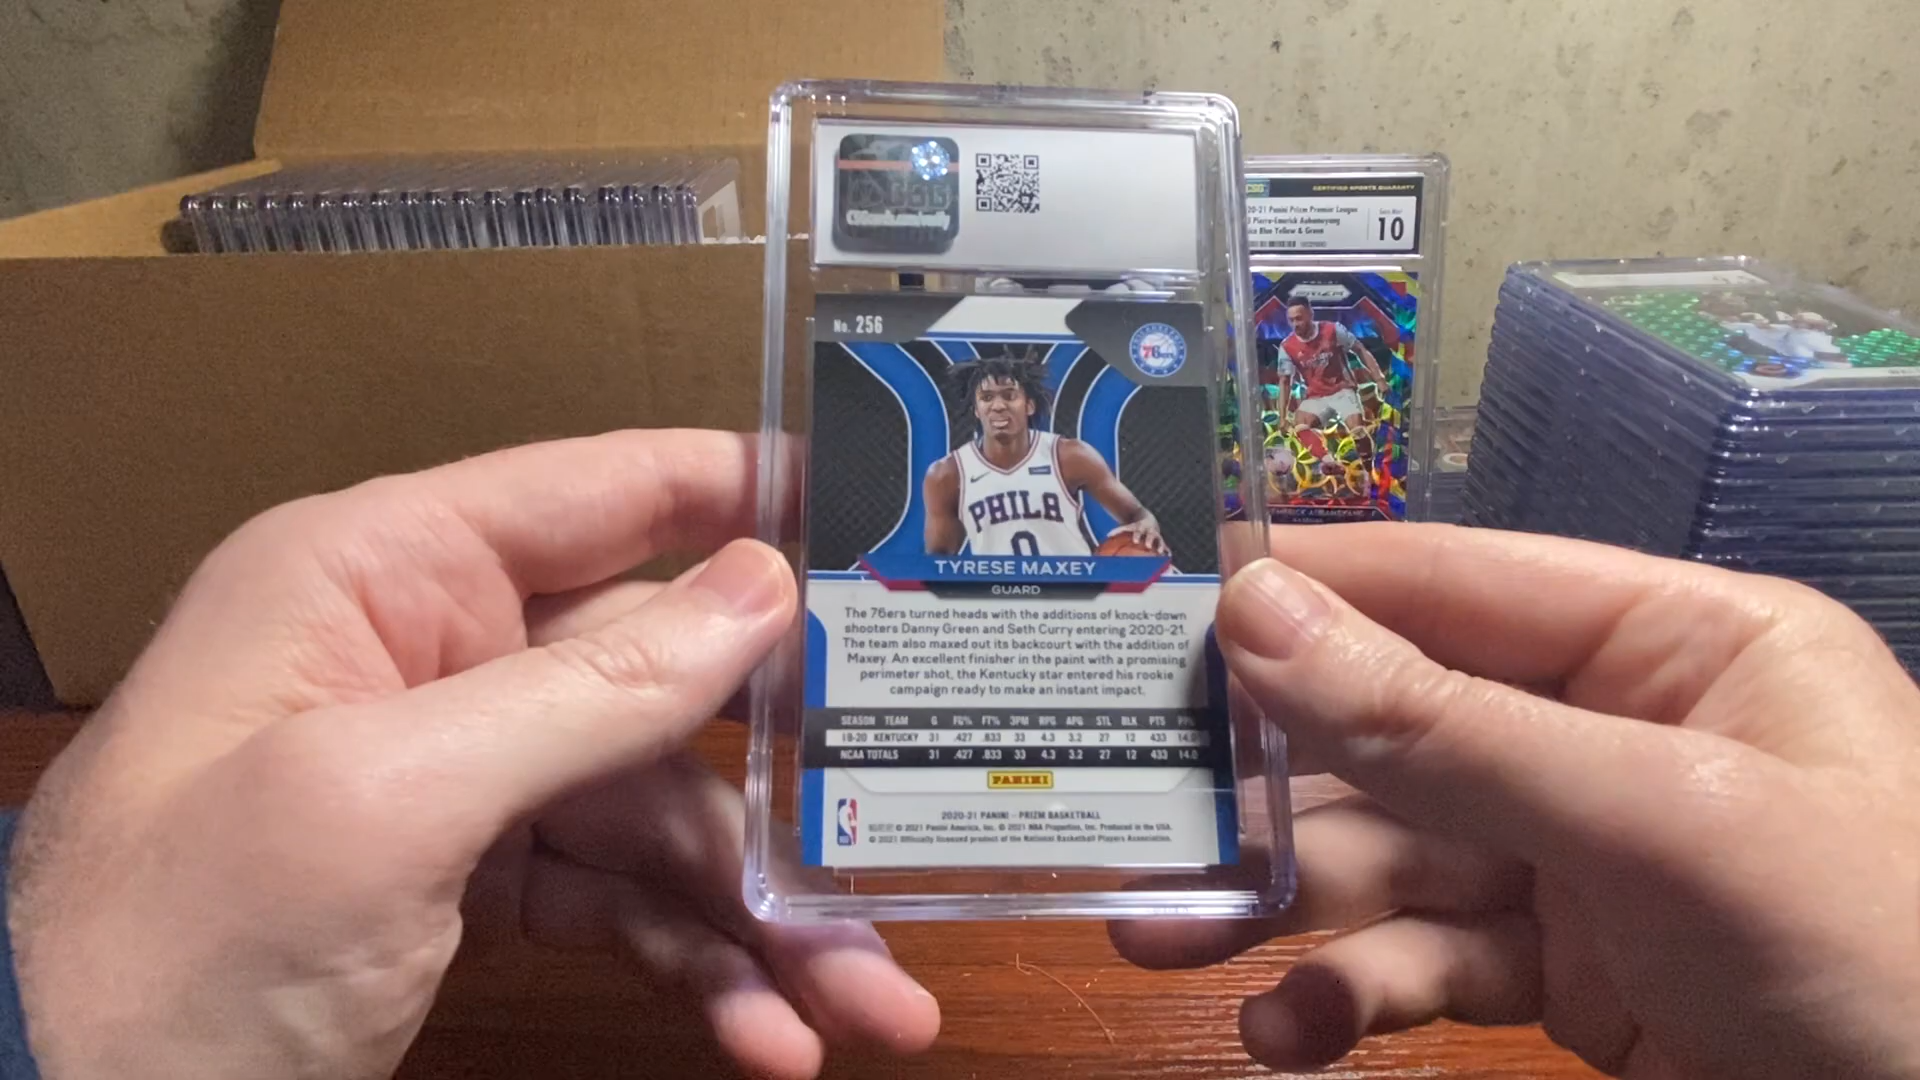 CSG
CERTIFIED SPORTS GUARANTY
20-21 Panini Prizm Premier League
Pierre-Emerick Aubameyang
Blue Yellow & Green
Gem Mint
10
PRIZM
No. 256
76ers
PHILA
0
TYRESE MAXEY
GUARD
The 76ers turned heads with the additions of knock-down
shooters Danny Green and Seth Curry entering 2020-21.
The team also maxed out its backcourt with the addition of
Maxey. An excellent finisher in the paint with a promising
perimeter shot, the Kentucky star entered his rookie
campaign ready to make an instant impact.
SEASON TEAM G FG% FT% 3PM RPG APG STL BLK PTS PPG
19-20 KENTUCKY 31 .427 .833 33 4.3 3.2 27 12 433 14.0
NCAA TOTALS 31 .427 .833 33 4.3 3.2 27 12 433 14.0
PANINI
2020-21 PANINI – PRIZM BASKETBALL
© 2021 Panini America, Inc. © 2021 NBA Properties, Inc. Produced in the USA.
© 2021 Officially licensed product of the National Basketball Players Association.